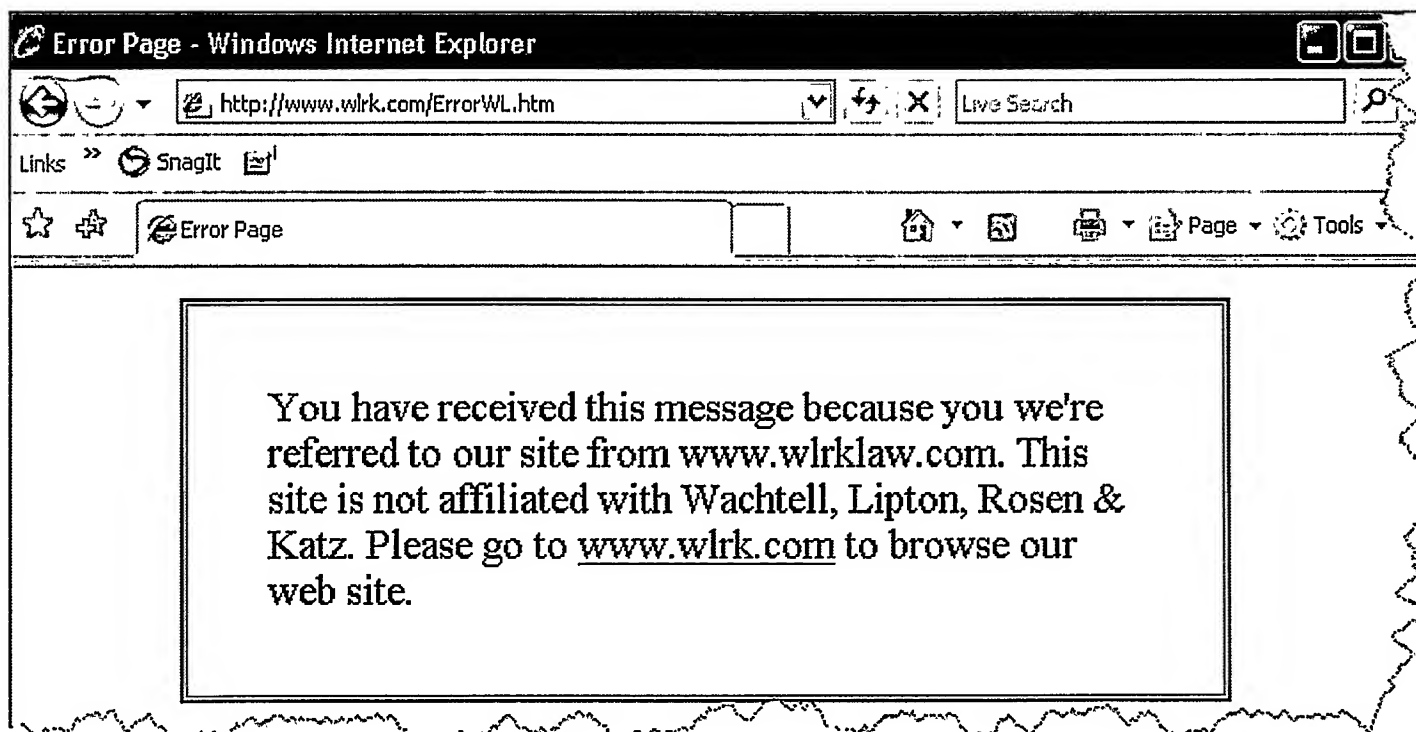 Error Page - Windows Internet Explorer
http://www.wlrk.com/ErrorWL.htm Live Search
Links » SnagIt
Error Page Page Tools
You have received this message because you we're
referred to our site from www.wlrklaw.com. This
site is not affiliated with Wachtell, Lipton, Rosen &
Katz. Please go to www.wlrk.com to browse our
web site.